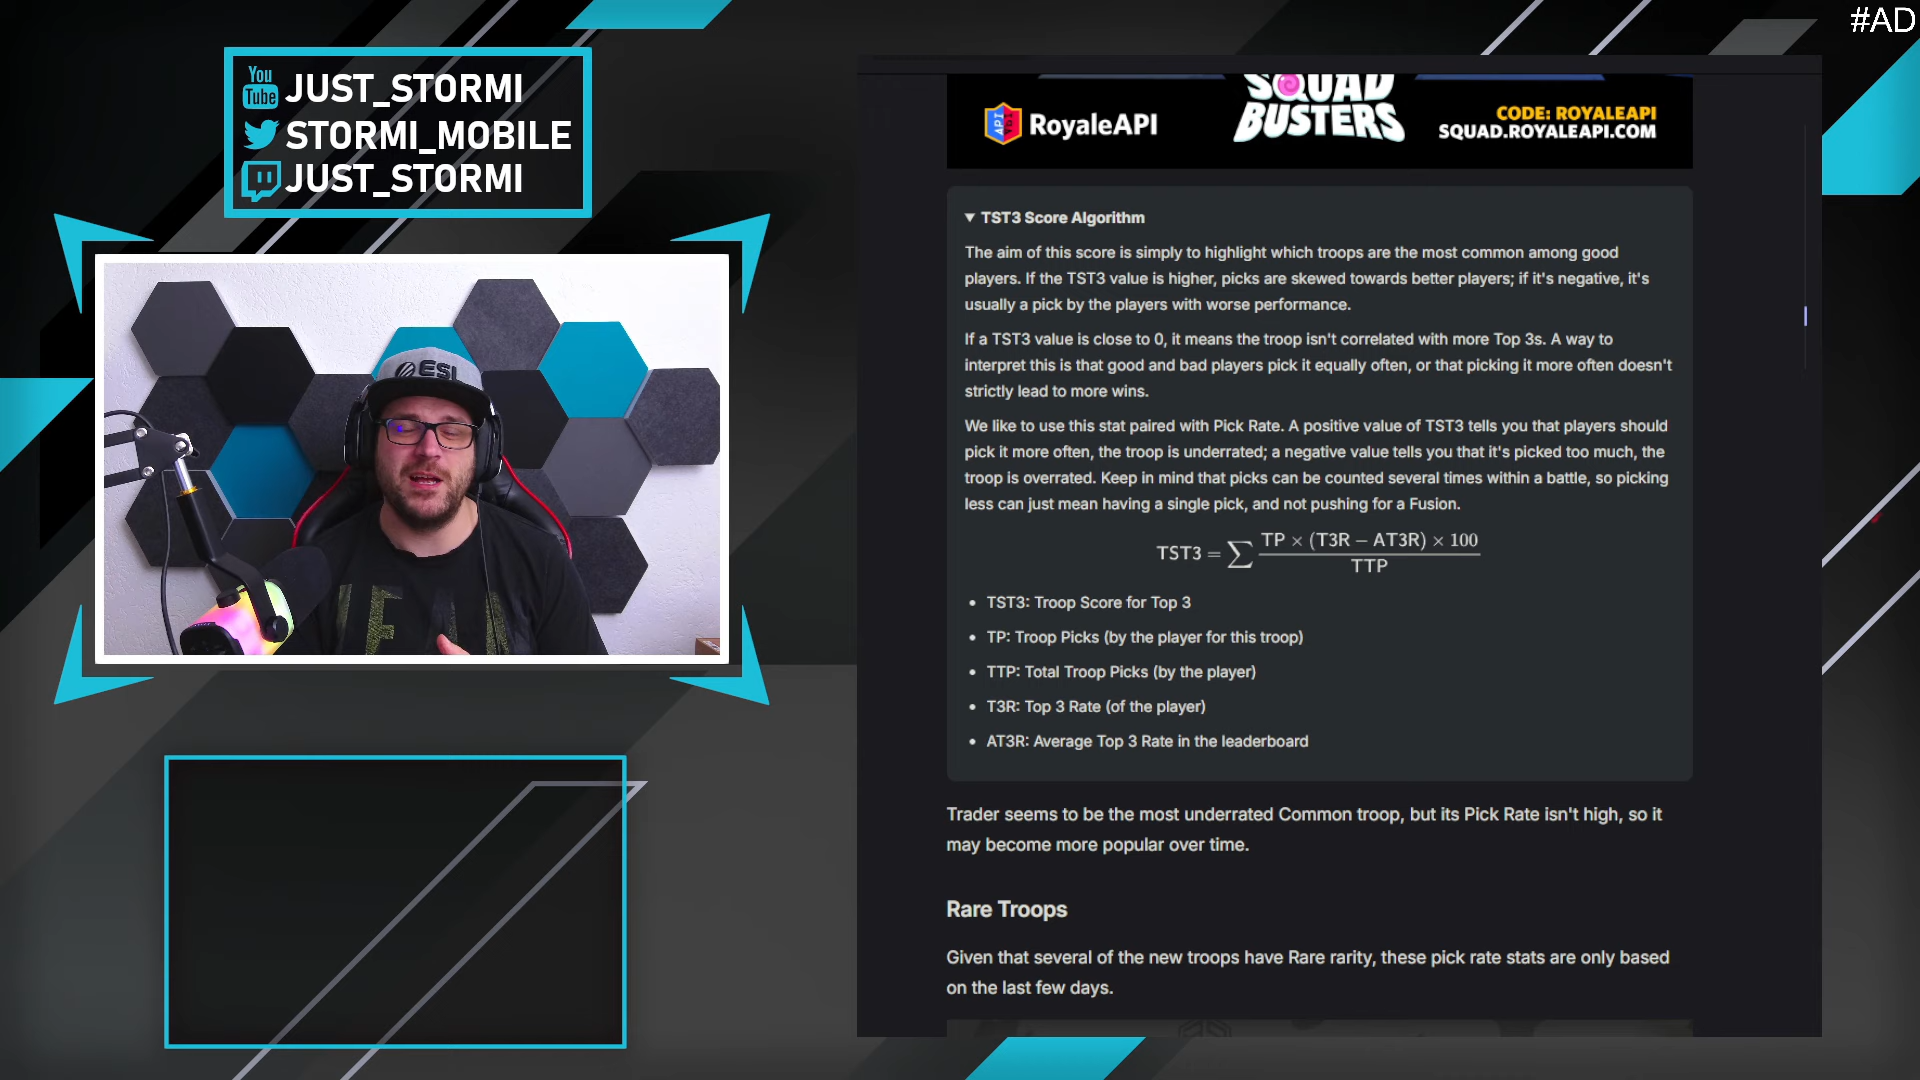 #AD
You
Tube
JUST_STORMI
STORMI_MOBILE
JUST_STORMI
ESL
RoyaleAPI
SQUAD
BUSTERS
CODE: ROYALEAPI
SQUAD.ROYALEAPI.COM
▼ TST3 Score Algorithm
The aim of this score is simply to highlight which troops are the most common among good
players. If the TST3 value is higher, picks are skewed towards better players; if it's negative, it's
usually a pick by the players with worse performance.
If a TST3 value is close to 0, it means the troop isn't correlated with more Top 3s. A way to
interpret this is that good and bad players pick it equally often, or that picking it more often doesn't
strictly lead to more wins.
We like to use this stat paired with Pick Rate. A positive value of TST3 tells you that players should
pick it more often, the troop is underrated; a negative value tells you that it's picked too much, the
troop is overrated. Keep in mind that picks can be counted several times within a battle, so picking
less can just mean having a single pick, and not pushing for a Fusion.
TST3 = ∑ TP × (T3R − AT3R) × 100
TTP
• TST3: Troop Score for Top 3
• TP: Troop Picks (by the player for this troop)
• TTP: Total Troop Picks (by the player)
• T3R: Top 3 Rate (of the player)
• AT3R: Average Top 3 Rate in the leaderboard
Trader seems to be the most underrated Common troop, but its Pick Rate isn't high, so it
may become more popular over time.
Rare Troops
Given that several of the new troops have Rare rarity, these pick rate stats are only based
on the last few days.